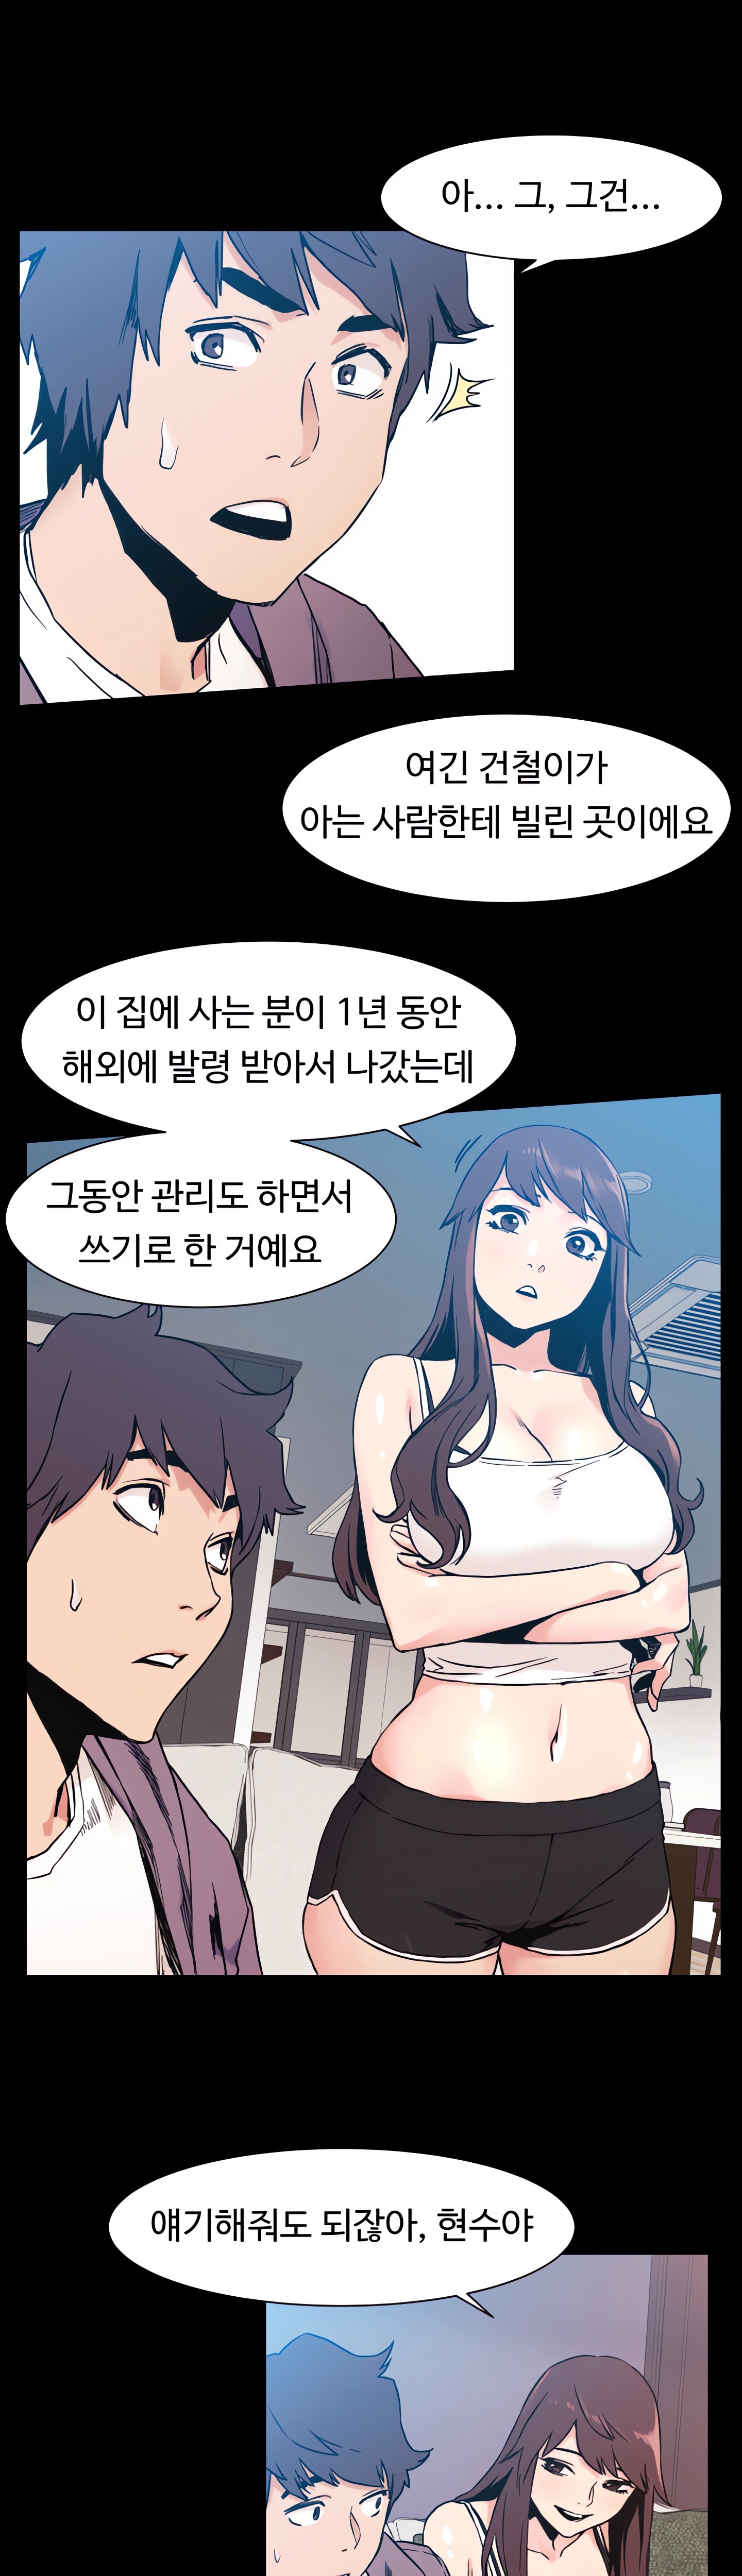 아... 그, 그건...
여긴 건철이가
아는 사람한테 빌린 곳이에요
이 집에 사는 분이 1년 동안
해외에 발령 받아서 나갔는데
그동안 관리도 하면서
쓰기로 한 거예요
얘기해줘도 되잖아, 현수야